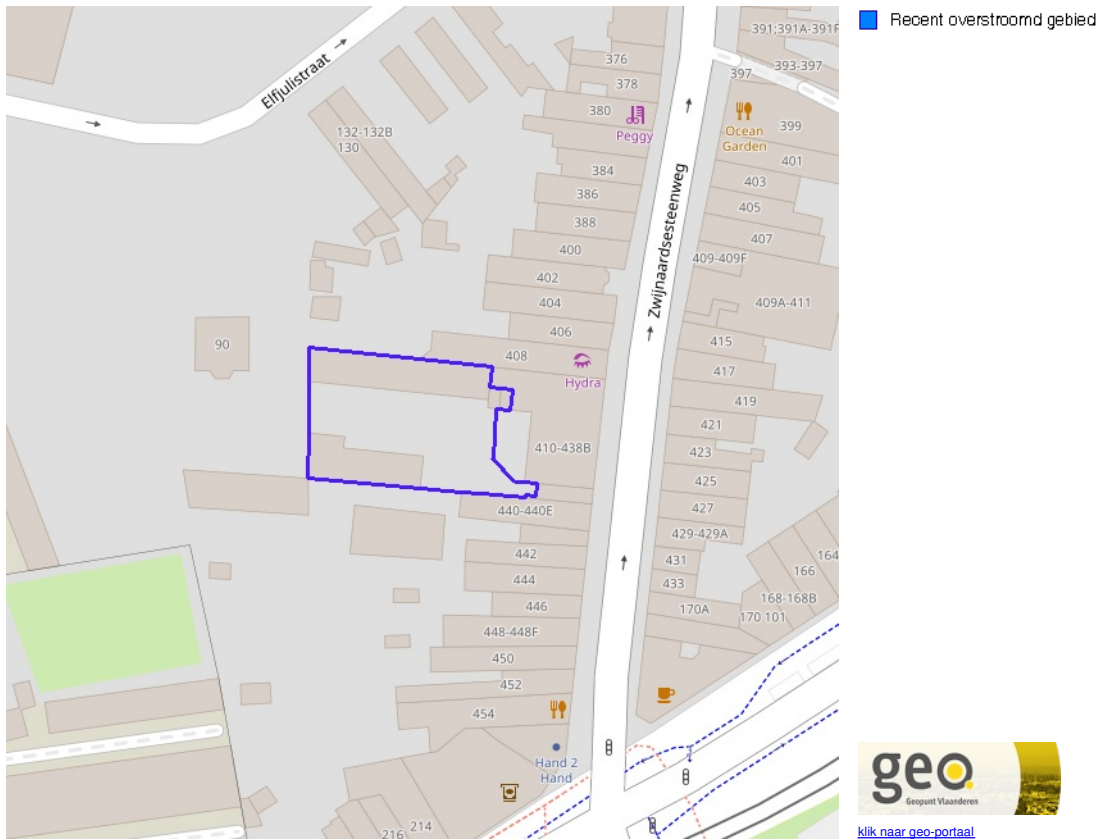 Recent overstroomd gebied
391;391A-391F
376
393-397
397
378
Elfjulistraat
380
Peggy
Ocean
Garden
399
132-132B
130
401
384
403
386
405
388
407
400
409-409F
402
Zwijnaardsesteenweg
404
409A-411
406
415
90
408
417
Hydra
419
421
410-438B
423
425
440-440E
427
429-429A
442
431
164
444
433
166
446
168-168B
170A
170 101
448-448F
450
452
454
Hand 2
Hand
214
216
geo
Geopunt Vlaanderen
klik naar geo-portaal